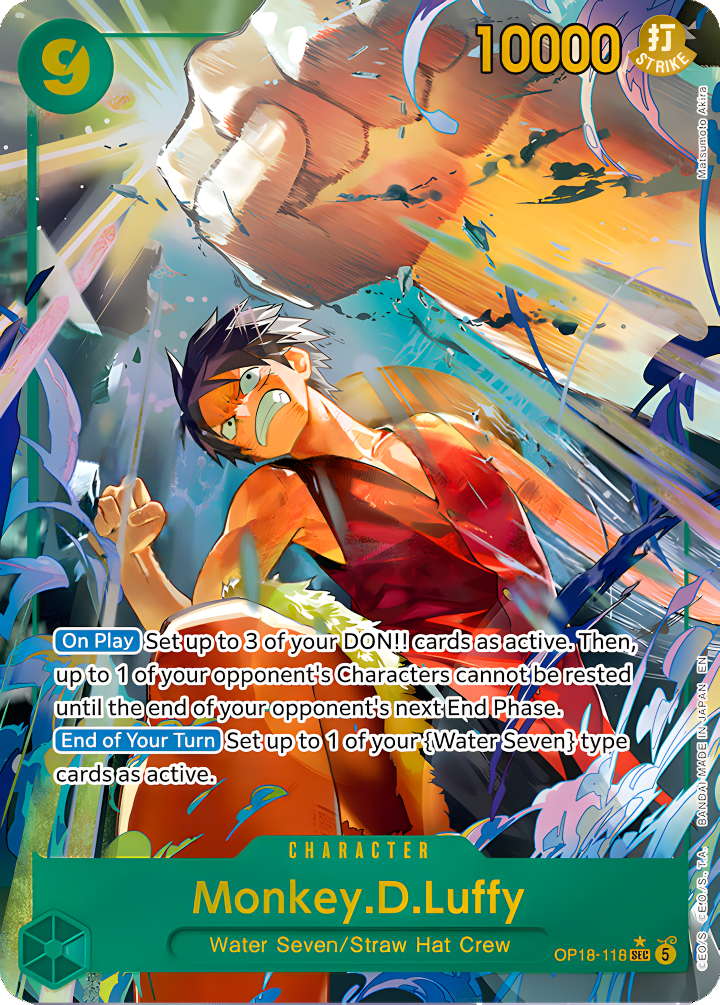 9
10000
打
STRIKE
Matsumoto Akira
On Play Set up to 3 of your DON!! cards as active. Then,
up to 1 of your opponent's Characters cannot be rested
until the end of your opponent's next End Phase.
End of Your Turn Set up to 1 of your {Water Seven} type
cards as active.
©E.O/S. ©E.O/S., T.A. BANDAI MADE IN JAPAN EN
CHARACTER
Monkey.D.Luffy
Water Seven/Straw Hat Crew
OP18-118 SEC 5